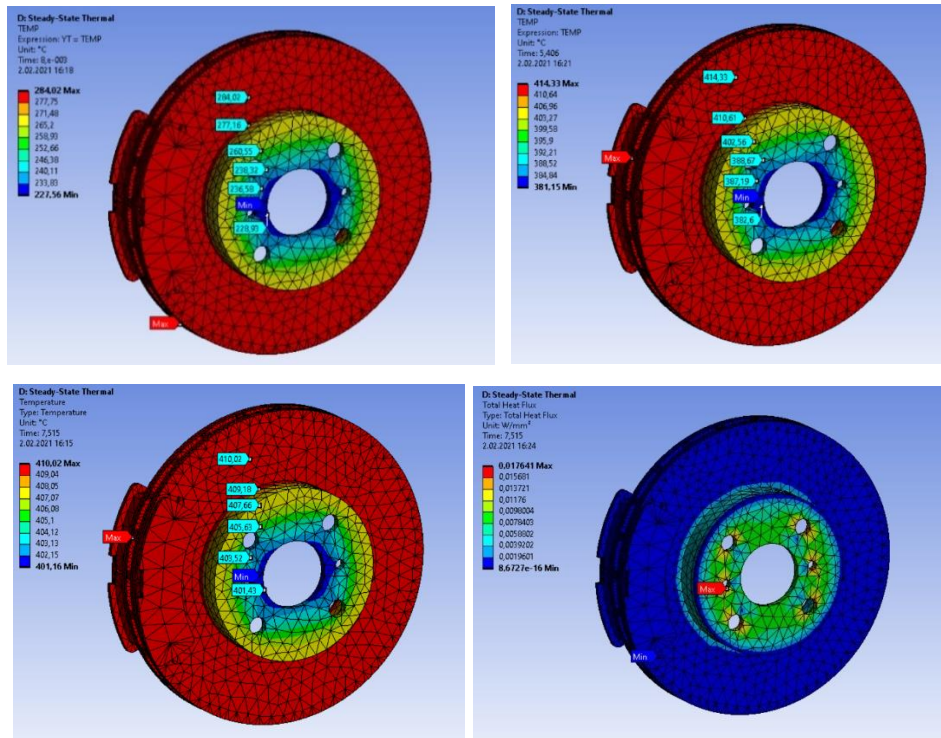 D: Steady-State Thermal
TEMP
Expression: YT = TEMP
Unit: °C
Time: 8,e-003
2.02.2021 16:18
284,02 Max
277,75
271,48
265,2
258,93
252,66
246,38
240,11
233,83
227,56 Min
284,02
277,16
260,55
238,32
236,58
Min
228,93
Max
D: Steady-State Thermal
TEMP
Expression: TEMP
Unit: °C
Time: 5,406
2.02.2021 16:21
414,33 Max
410,64
406,96
403,27
399,58
395,9
392,21
388,52
384,84
381,15 Min
414,33
410,61
402,56
Max
388,67
387,19
Min
382,6
D: Steady-State Thermal
Temperature
Type: Temperature
Unit: °C
Time: 7,515
2.02.2021 16:15
410,02 Max
409,04
408,05
407,07
406,08
405,1
404,12
403,13
402,15
401,16 Min
410,02
409,18
407,66
405,63
Max
403,52
Min
401,43
D: Steady-State Thermal
Total Heat Flux
Type: Total Heat Flux
Unit: W/mm²
Time: 7,515
2.02.2021 16:24
0,017641 Max
0,015681
0,013721
0,01176
0,0098004
0,0078403
0,0058802
0,0039202
0,0019601
8,6727e-16 Min
Max
Min